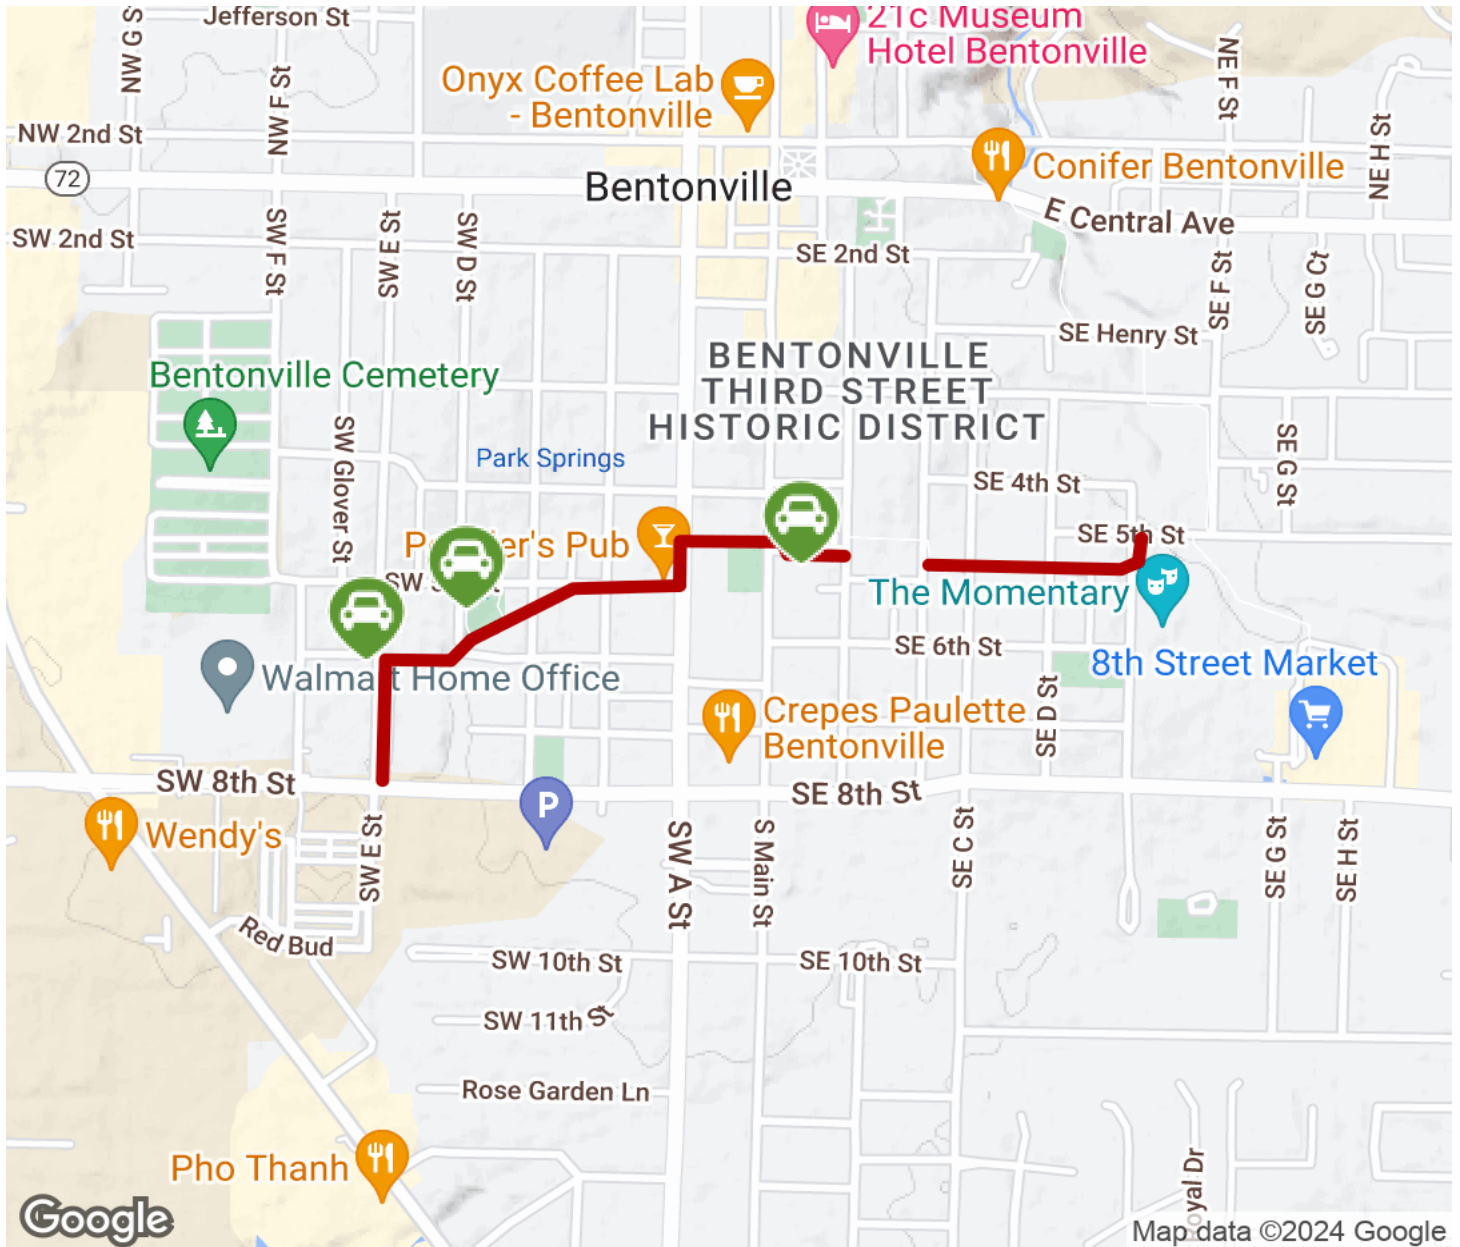 Jefferson St
NW G St
NW F St
21c Museum
Hotel Bentonville
Onyx Coffee Lab
- Bentonville
NE F St
NW 2nd St
NE H St
Conifer Bentonville
72
Bentonville
E Central Ave
SW 2nd St
SW F St
SW E St
SW D St
SE 2nd St
SE F St
SE G Ct
SE Henry St
BENTONVILLE
THIRD STREET
HISTORIC DISTRICT
Bentonville Cemetery
SW Glover St
Park Springs
SE 4th St
SE G St
SE 5th St
The Momentary
SE 6th St
8th Street Market
Walmart Home Office
SE D St
Crepes Paulette
Bentonville
SW 8th St
P
SE 8th St
Wendy's
SW E St
SW A St
S Main St
SE C St
SE G St
SE H St
Red Bud
SW 10th St
SE 10th St
SW 11th St
Rose Garden Ln
Pho Thanh
Google
Map data ©2024 Google